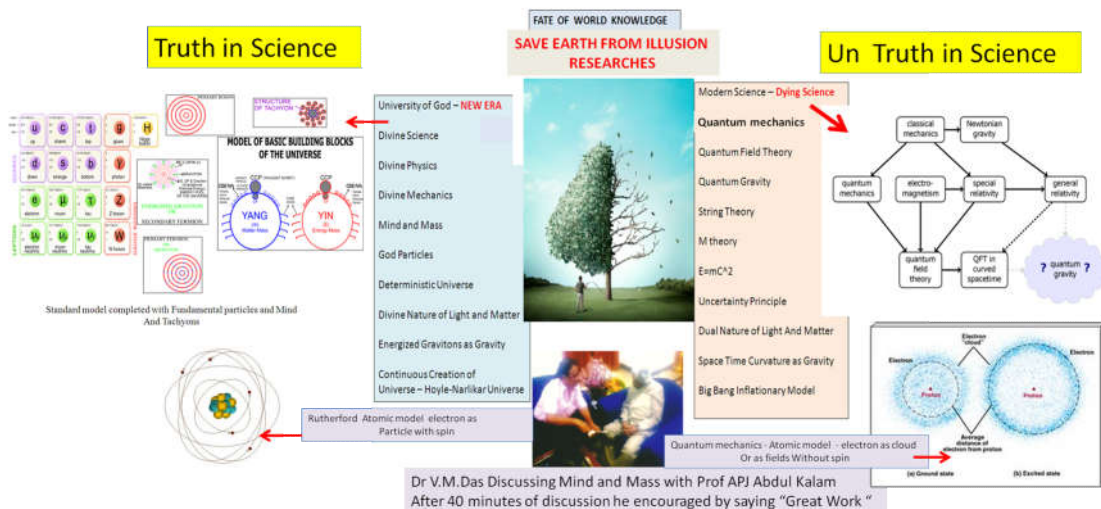 FATE OF WORLD KNOWLEDGE
SAVE EARTH FROM ILLUSION
RESEARCHES
Truth in Science
Un Truth in Science
STRUCTURE
OF TACHYON
MODEL OF BASIC BUILDING BLOCKS
OF THE UNIVERSE
CCP
CCP
YANG
YIN
u
c
t
g
H
d
s
b
γ
e
μ
τ
Z
W
Standard model completed with Fundamental particles and Mind
And Tachyons
University of God – NEW ERA
Divine Science
Divine Physics
Divine Mechanics
Mind and Mass
God Particles
Deterministic Universe
Divine Nature of Light and Matter
Energized Gravitons as Gravity
Continuous Creation of
Universe – Hoyle-Narlikar Universe
Modern Science – Dying Science
Quantum mechanics
Quantum Field Theory
Quantum Gravity
String Theory
M theory
E=mC^2
Uncertainty Principle
Dual Nature of Light And Matter
Space Time Curvature as Gravity
Big Bang Inflationary Model
classical
mechanics
Newtonian
gravity
quantum
mechanics
electro-
magnetism
special
relativity
general
relativity
quantum
field
theory
QFT in
curved
spacetime
? quantum ?
gravity
Electron
"cloud"
Electron
Electron
Proton
Proton
Average
distance of
electron from proton
(a) Ground state
(b) Excited state
Rutherford Atomic model electron as
Particle with spin
Quantum mechanics - Atomic model - electron as cloud
Or as fields Without spin
Dr V.M.Das Discussing Mind and Mass with Prof APJ Abdul Kalam
After 40 minutes of discussion he encouraged by saying “Great Work “